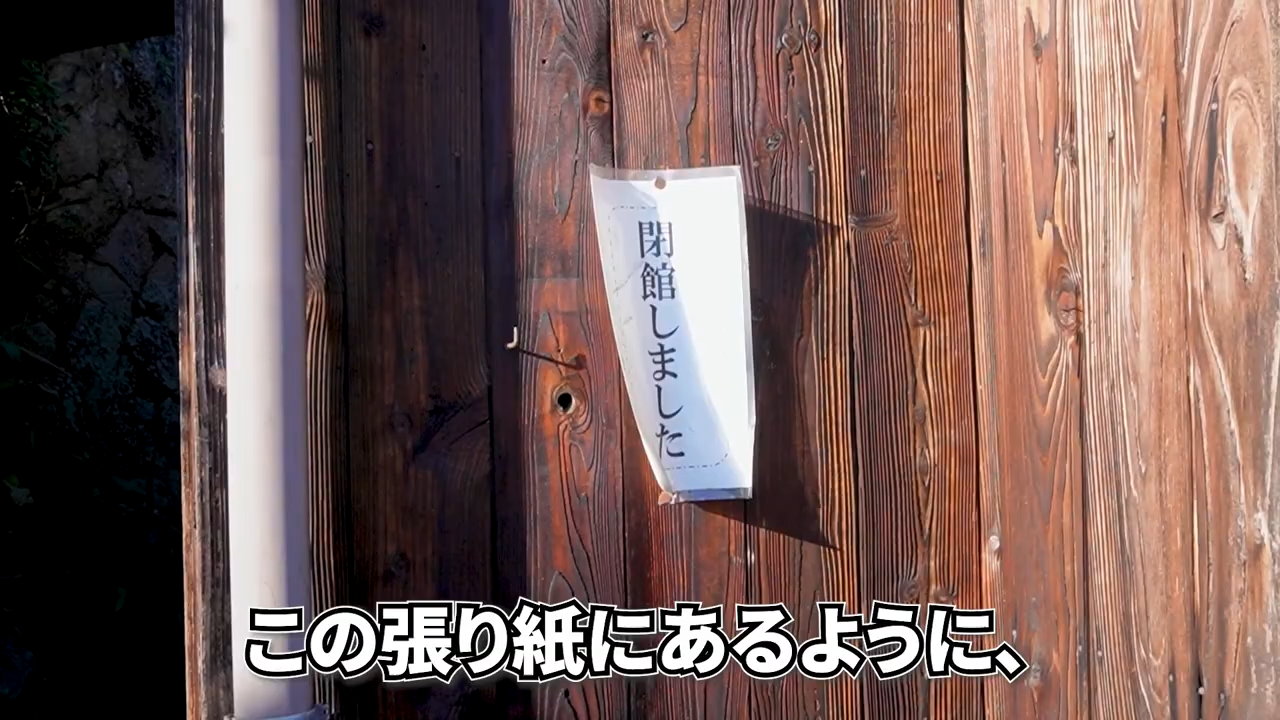 閉館しました
この張り紙にあるように、